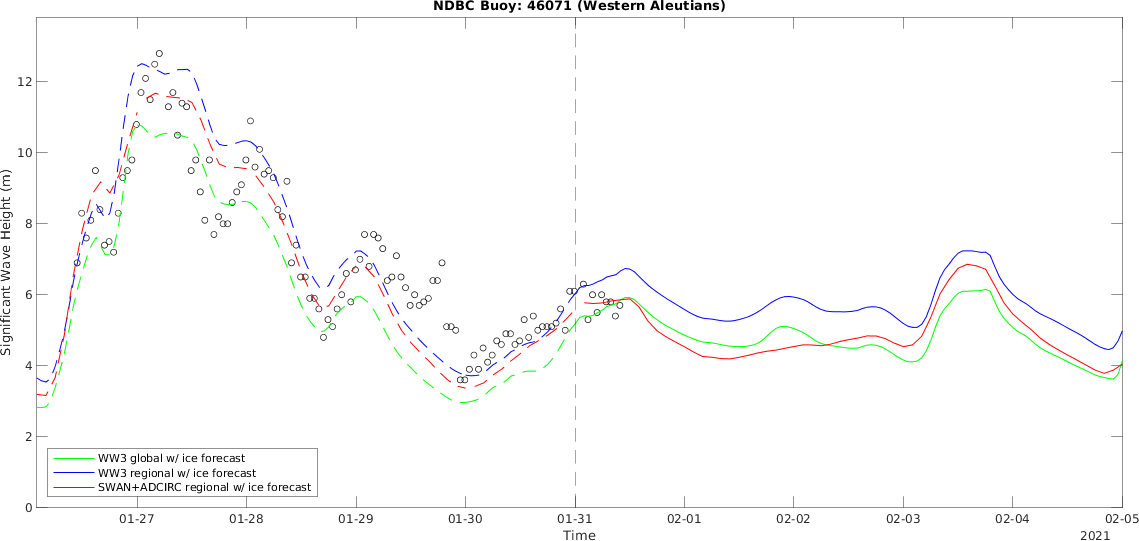 NDBC Buoy: 46071 (Western Aleutians)
Significant Wave Height (m)
12
10
8
6
4
2
0
WW3 global w/ ice forecast
WW3 regional w/ ice forecast
SWAN+ADCIRC regional w/ ice forecast
01-27 01-28 01-29 01-30 01-31 02-01 02-02 02-03 02-04 02-05
Time
2021